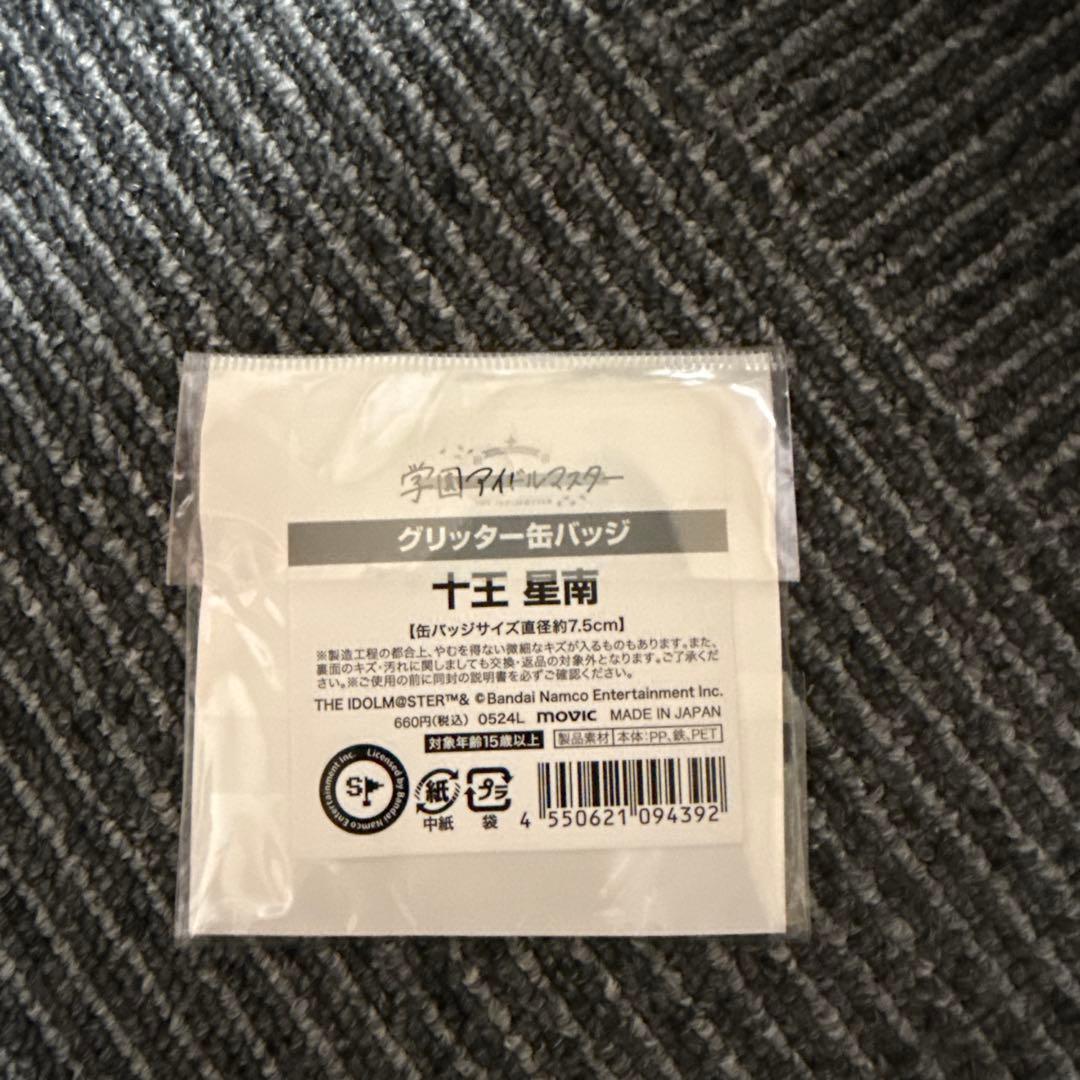 学園アイドルマスター
THE IDOLM@STER
グリッター缶バッジ
十王 星南
【缶バッジサイズ直径約7.5cm】
※製造工程の都合上、やむを得ない微細なキズが入るものもあります。また、
裏面のキズ・汚れに関しましても交換・返品の対象外となります。ご了承くだ
さい。※ご使用の前に同封の説明書を必ずご確認ください。
THE IDOLM@STER™& ©Bandai Namco Entertainment Inc.
660円(税込) 0524L movic MADE IN JAPAN
対象年齢15歳以上 製品素材 本体:PP、鉄、PET
Licensed by Bandai Namco Entertainment Inc.
SP
紙
中紙
プラ
袋
4 550621 094392